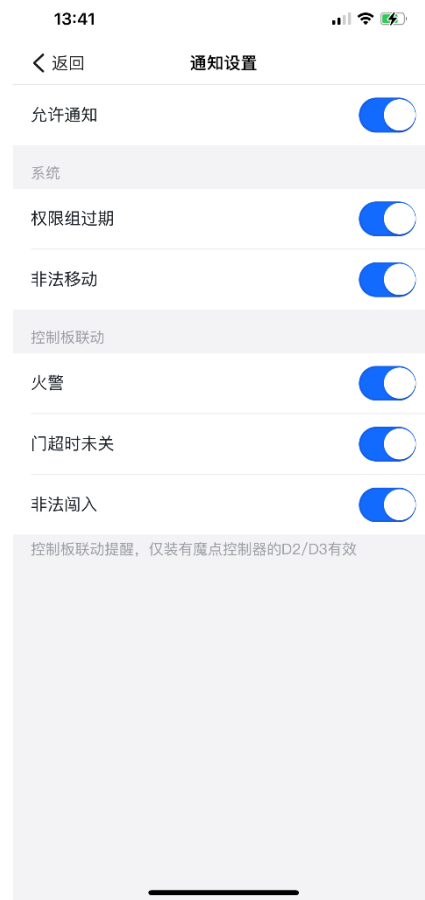 13:41
返回
通知设置
允许通知
系统
权限组过期
非法移动
控制板联动
火警
门超时未关
非法闯入
控制板联动提醒，仅装有魔点控制器的D2/D3有效